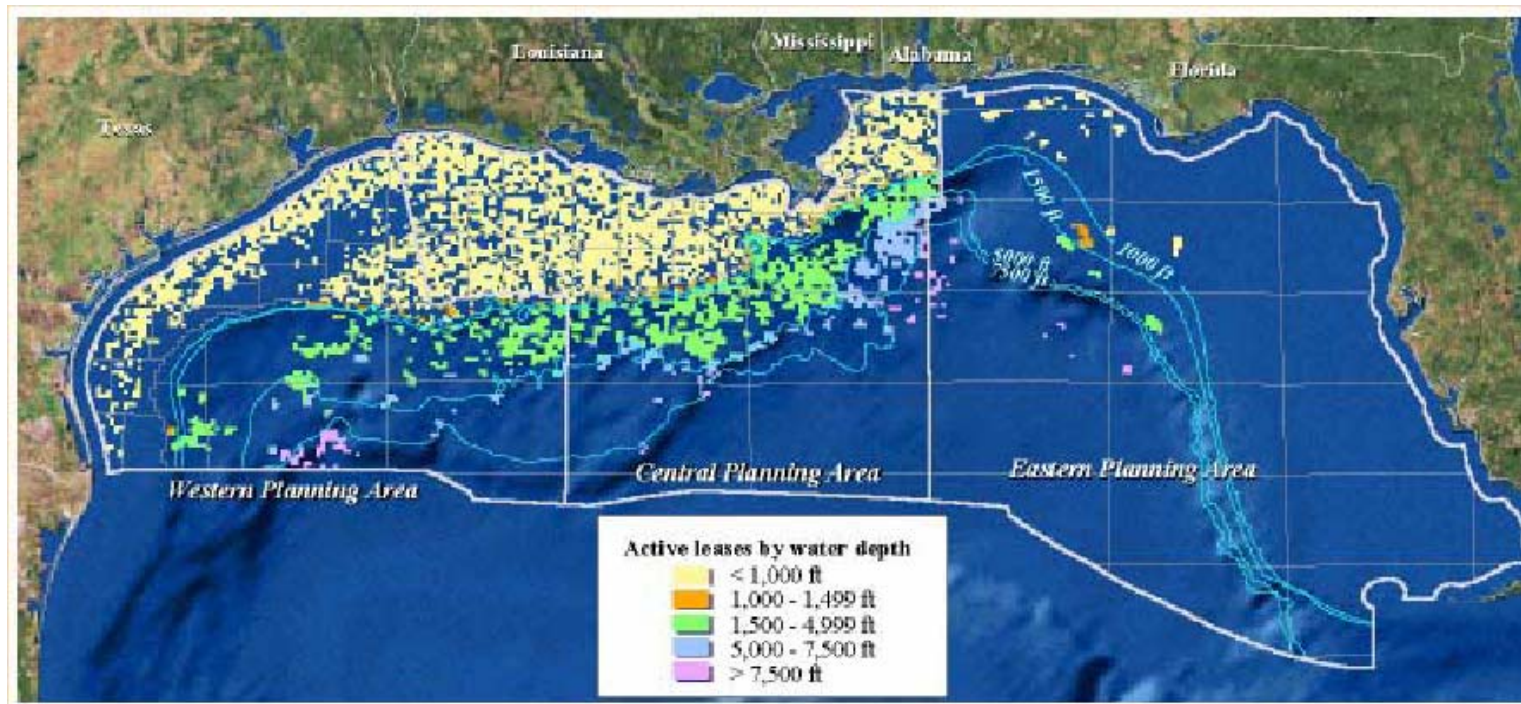 Louisiana
Mississippi
Alabama
Florida
Texas
1500 ft
1000 ft
5000 ft
7500 ft
Western Planning Area
Central Planning Area
Eastern Planning Area
Active leases by water depth
< 1,000 ft
1,000 - 1,499 ft
1,500 - 4,999 ft
5,000 - 7,500 ft
> 7,500 ft